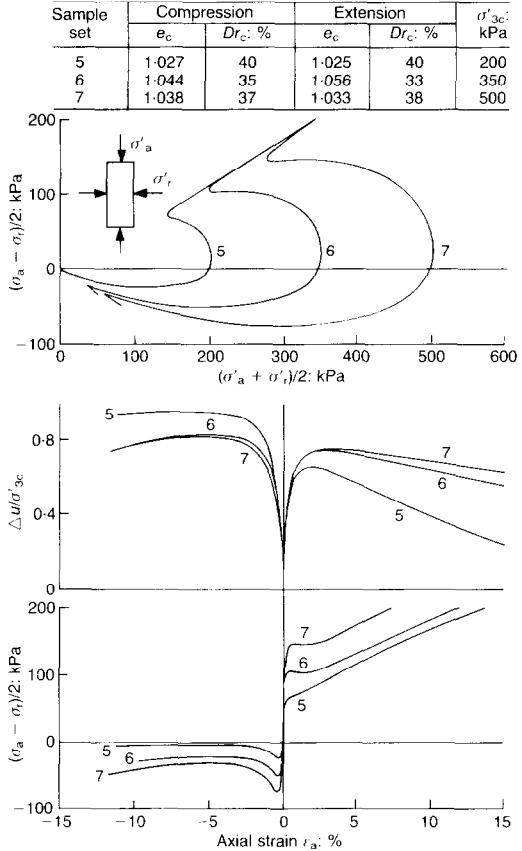 Sample set Compression Extension σ′3c: kPa
ec Drc: % ec Drc: %
5 1·027 40 1·025 40 200
6 1·044 35 1·056 33 350
7 1·038 37 1·033 38 500
200
100
0
−100
(σa − σr)/2: kPa
σ′a
σ′r
5
6
7
0 100 200 300 400 500 600
(σ′a + σ′r)/2: kPa
0·8
0·4
0
Δu/σ′3c
5
6
7
7
6
5
200
100
0
−100
(σa − σr)/2: kPa
7
6
5
5
6
7
−15 −10 −5 0 5 10 15
Axial strain εa: %